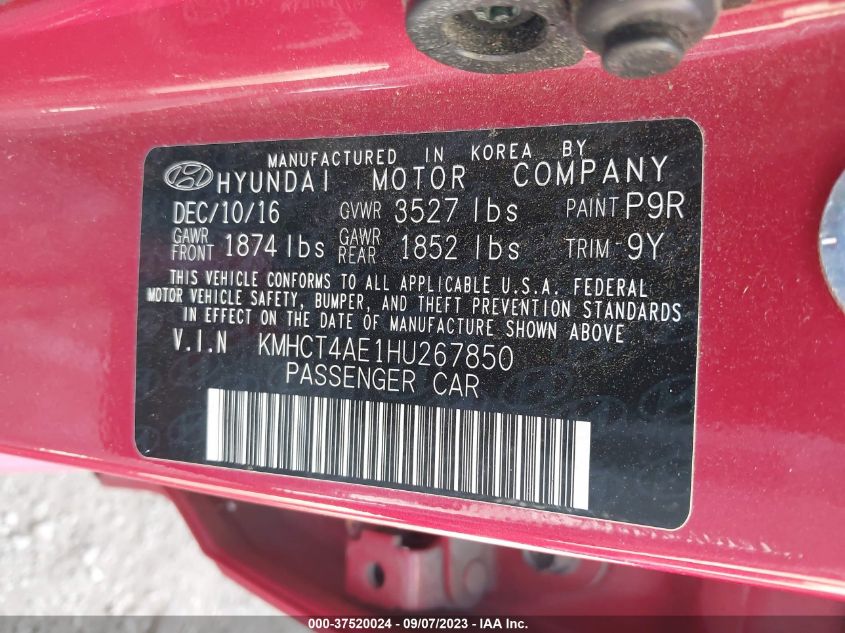 MANUFACTURED IN KOREA BY
HYUNDAI MOTOR COMPANY
DEC/10/16 GVWR 3527 lbs PAINT P9R
GAWR FRONT 1874 lbs GAWR REAR 1852 lbs TRIM - 9Y
THIS VEHICLE CONFORMS TO ALL APPLICABLE U.S.A. FEDERAL
MOTOR VEHICLE SAFETY, BUMPER, AND THEFT PREVENTION STANDARDS
IN EFFECT ON THE DATE OF MANUFACTURE SHOWN ABOVE
V.I.N KMHCT4AE1HU267850
PASSENGER CAR
000-37520024 - 09/07/2023 - IAA Inc.